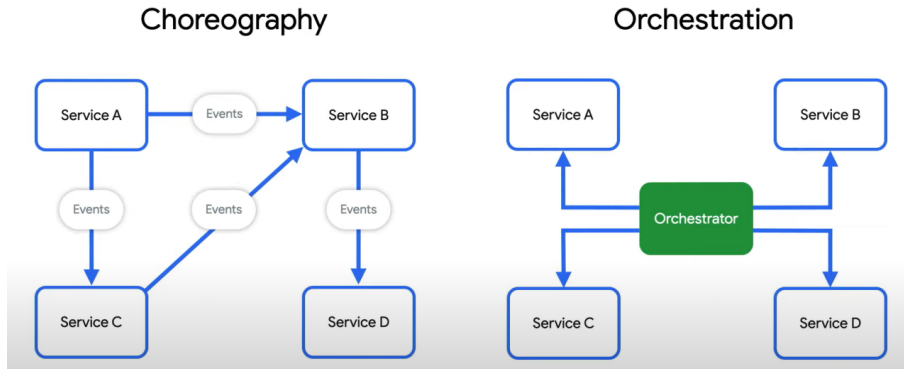 Choreography
Orchestration
Service A
Events
Service B
Events
Events
Events
Service C
Service D
Service A
Service B
Orchestrator
Service C
Service D